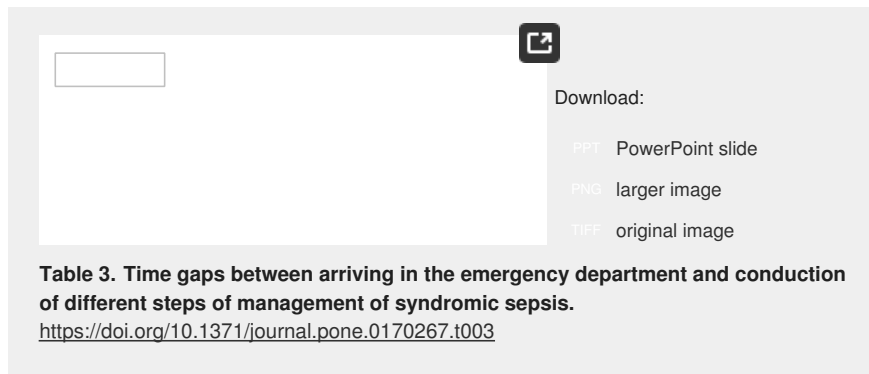 Download:
PPT PowerPoint slide
PNG larger image
TIFF original image
Table 3. Time gaps between arriving in the emergency department and conduction
of different steps of management of syndromic sepsis.
https://doi.org/10.1371/journal.pone.0170267.t003